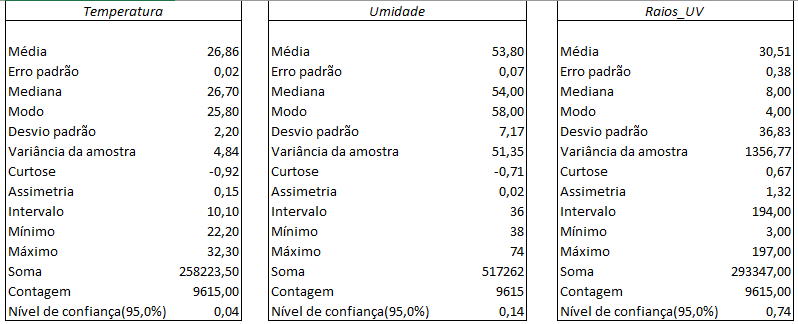 Temperatura
Média 26,86
Erro padrão 0,02
Mediana 26,70
Modo 25,80
Desvio padrão 2,20
Variância da amostra 4,84
Curtose -0,92
Assimetria 0,15
Intervalo 10,10
Mínimo 22,20
Máximo 32,30
Soma 258223,50
Contagem 9615,00
Nível de confiança(95,0%) 0,04
Umidade
Média 53,80
Erro padrão 0,07
Mediana 54,00
Modo 58,00
Desvio padrão 7,17
Variância da amostra 51,35
Curtose -0,71
Assimetria 0,02
Intervalo 36
Mínimo 38
Máximo 74
Soma 517262
Contagem 9615
Nível de confiança(95,0%) 0,14
Raios_UV
Média 30,51
Erro padrão 0,38
Mediana 8,00
Modo 4,00
Desvio padrão 36,83
Variância da amostra 1356,77
Curtose 0,67
Assimetria 1,32
Intervalo 194,00
Mínimo 3,00
Máximo 197,00
Soma 293347,00
Contagem 9615,00
Nível de confiança(95,0%) 0,74